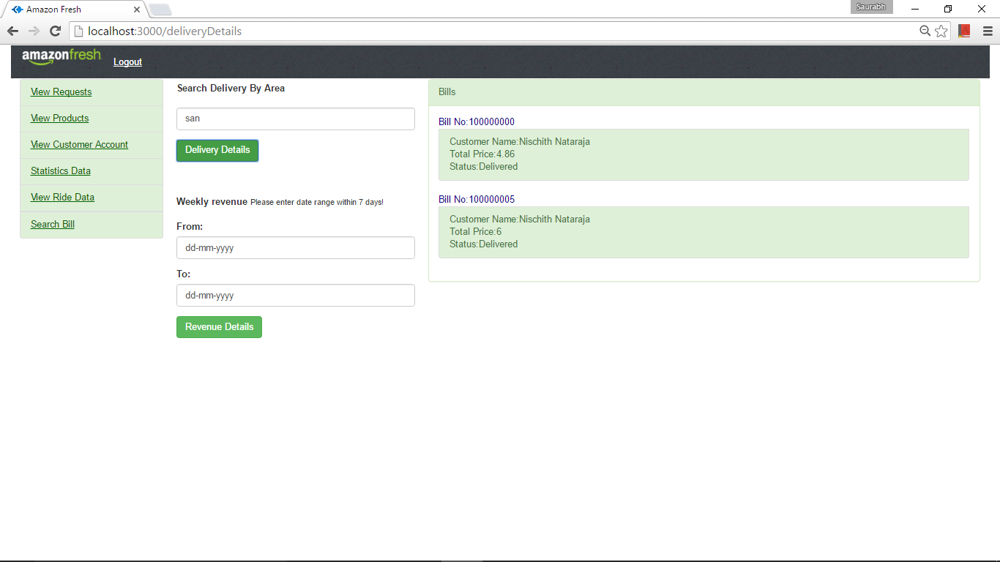 Amazon Fresh
Saurabh
localhost:3000/deliveryDetails
amazonfresh
Logout
View Requests
View Products
View Customer Account
Statistics Data
View Ride Data
Search Bill
Search Delivery By Area
san
Delivery Details
Weekly revenue Please enter date range within 7 days!
From:
dd-mm-yyyy
To:
dd-mm-yyyy
Revenue Details
Bills
Bill No:100000000
Customer Name:Nischith Nataraja
Total Price:4.86
Status:Delivered
Bill No:100000005
Customer Name:Nischith Nataraja
Total Price:6
Status:Delivered